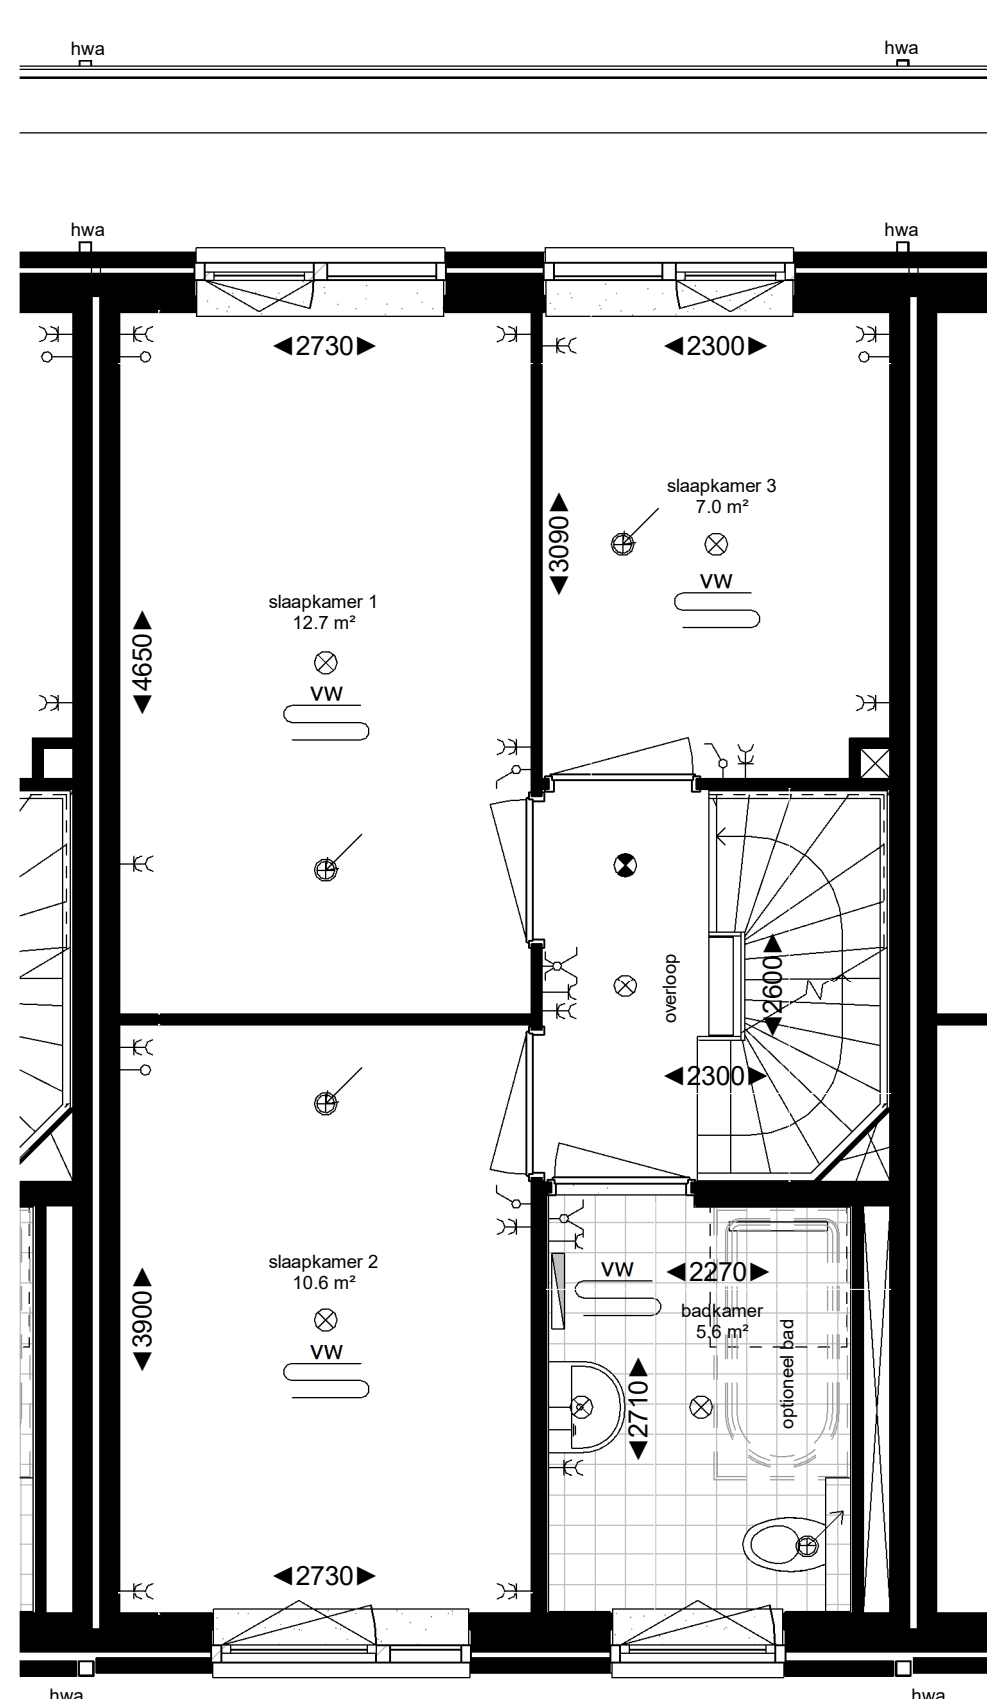 hwa
hwa
hwa
hwa
2730
2300
slaapkamer 3
7.0 m²
3090
VW
slaapkamer 1
12.7 m²
4650
VW
overloop
2600
2300
slaapkamer 2
10.6 m²
3900
VW
VW
2270
badkamer
5.6 m²
optioneel bad
2710
2730
hwa
hwa